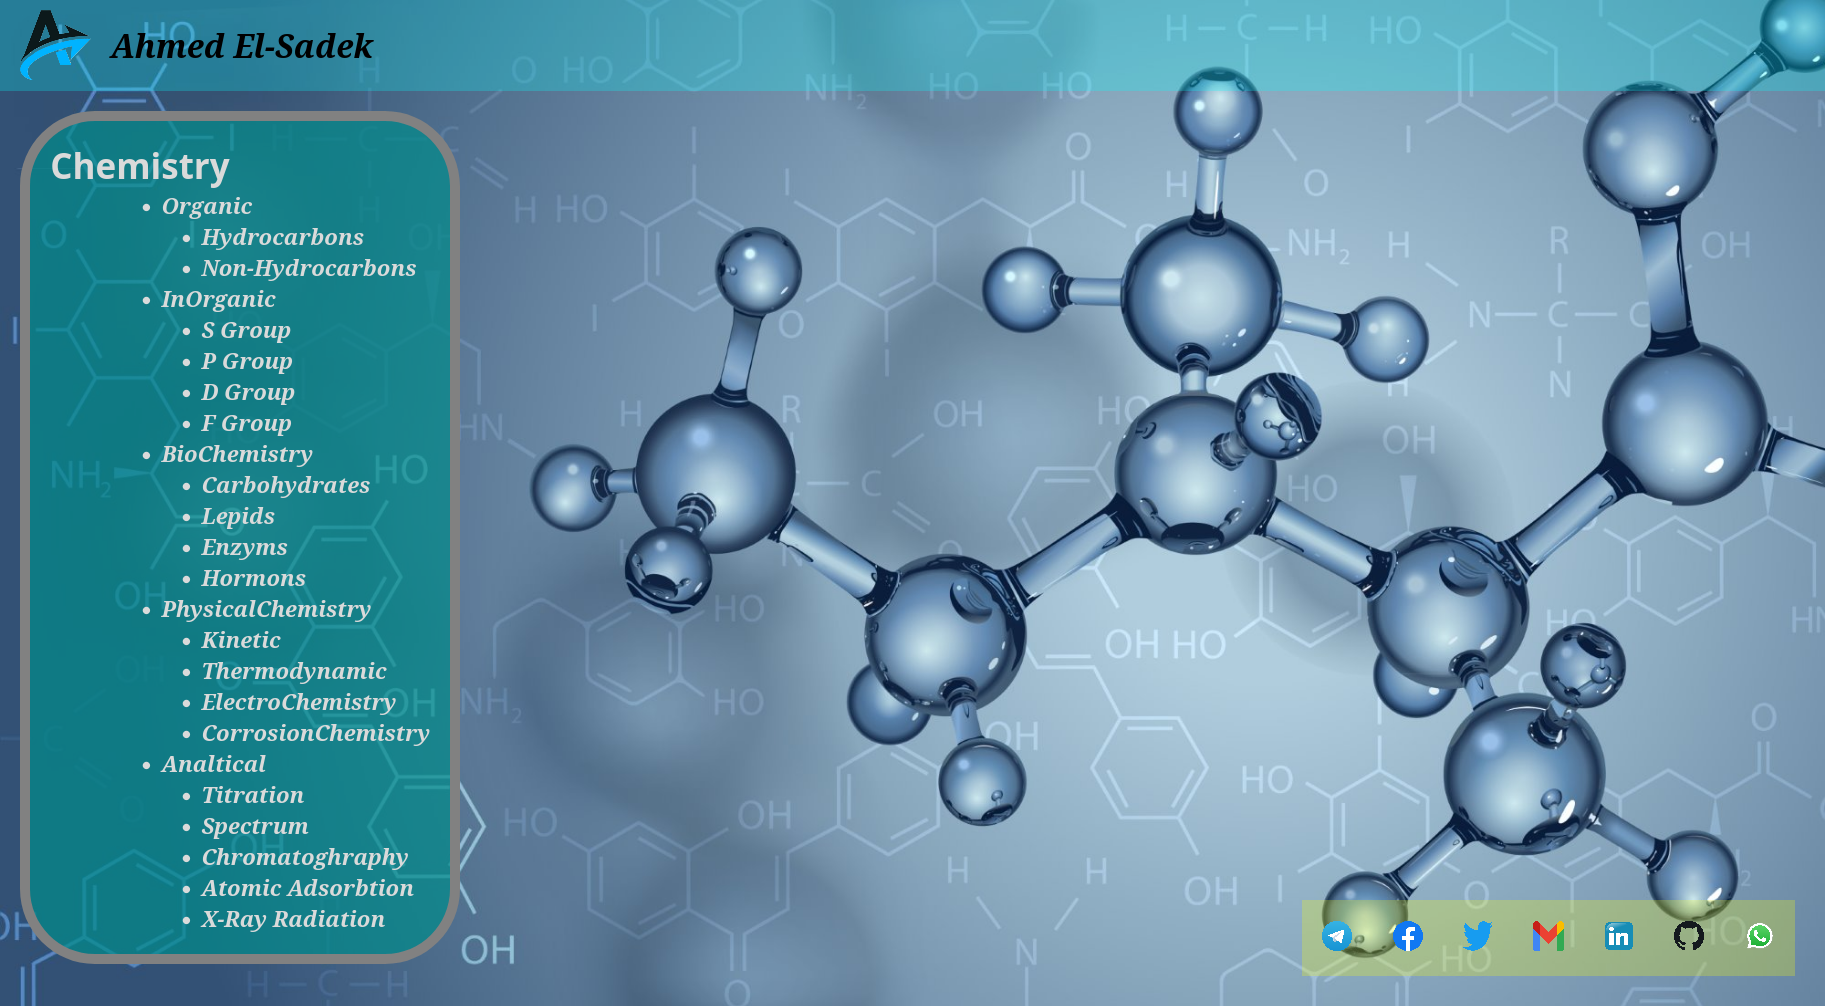 Ahmed El-Sadek
Chemistry
Organic
Hydrocarbons
Non-Hydrocarbons
InOrganic
S Group
P Group
D Group
F Group
BioChemistry
Carbohydrates
Lepids
Enzyms
Hormons
PhysicalChemistry
Kinetic
Thermodynamic
ElectroChemistry
CorrosionChemistry
Analtical
Titration
Spectrum
Chromatoghraphy
Atomic Adsorbtion
X-Ray Radiation